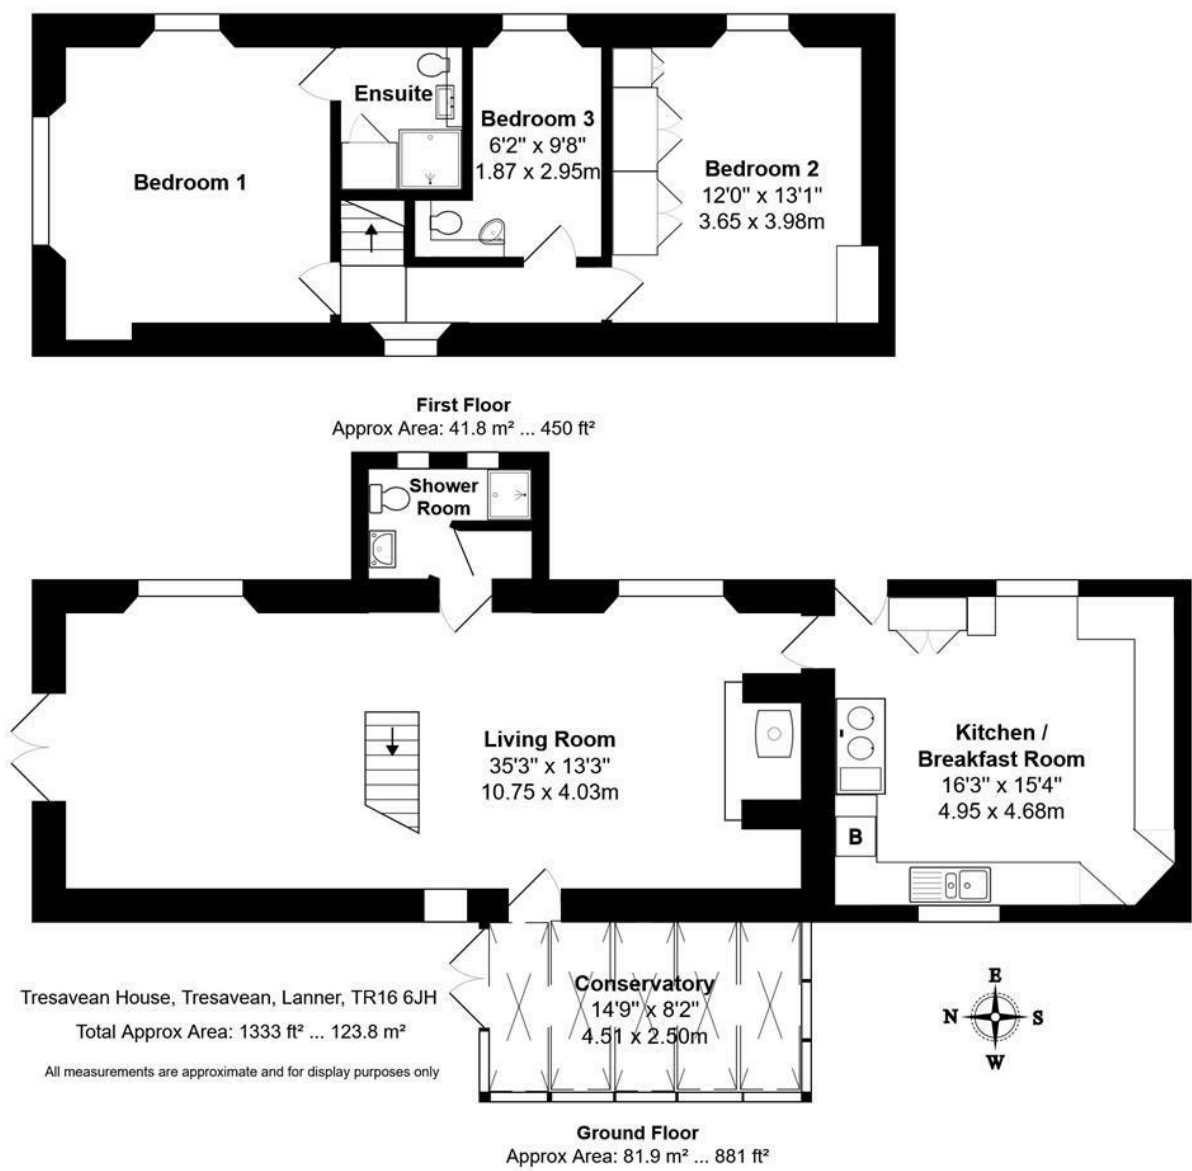 Ensuite
Bedroom 1
Bedroom 3
6'2" x 9'8"
1.87 x 2.95m
Bedroom 2
12'0" x 13'1"
3.65 x 3.98m
First Floor
Approx Area: 41.8 m² ... 450 ft²
Shower
Room
Living Room
35'3" x 13'3"
10.75 x 4.03m
Kitchen /
Breakfast Room
16'3" x 15'4"
4.95 x 4.68m
B
Conservatory
14'9" x 8'2"
4.51 x 2.50m
Tresavean House, Tresavean, Lanner, TR16 6JH
Total Approx Area: 1333 ft² ... 123.8 m²
All measurements are approximate and for display purposes only
E
N S
W
Ground Floor
Approx Area: 81.9 m² ... 881 ft²